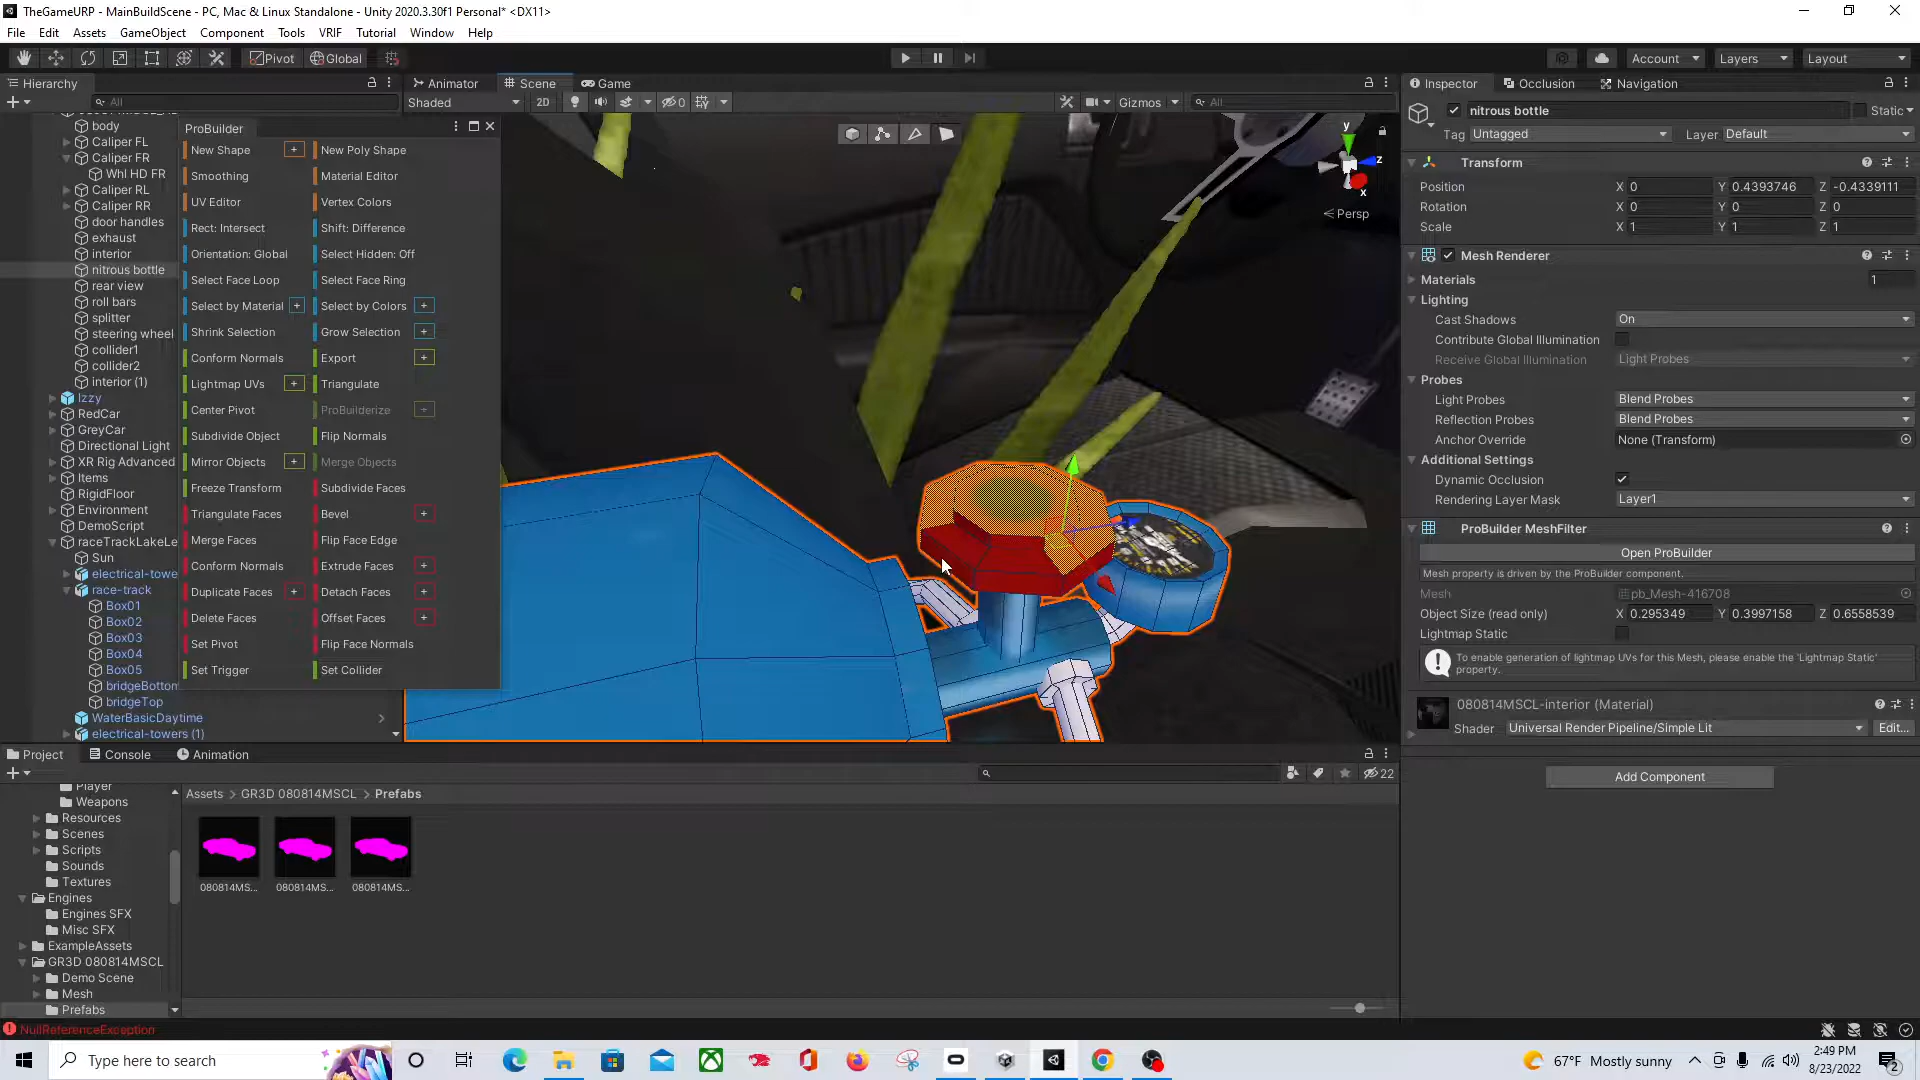 TheGameURP - MainBuildScene - PC, Mac & Linux Standalone - Unity 2020.3.30f1 Personal* <DX11>
File Edit Assets GameObject Component Tools VRIF Tutorial Window Help
Pivot Global Account Layers Layout
Hierarchy Animator Scene Game Inspector Occlusion Navigation
All Shaded 2D 0 Gizmos All
nitrous bottle Static
Tag Untagged Layer Default
body
Caliper FL
Caliper FR
Whl HD FR
Caliper RL
Caliper RR
door handles
exhaust
interior
nitrous bottle
rear view
roll bars
splitter
steering wheel
collider1
collider2
interior (1)
Izzy
RedCar
GreyCar
Directional Light
XR Rig Advanced
Items
RigidFloor
Environment
DemoScript
raceTrackLakeLe
Sun
electrical-towe
race-track
Box01
Box02
Box03
Box04
Box05
bridgeBottom
bridgeTop
WaterBasicDaytime
electrical-towers (1)
ProBuilder
New Shape + New Poly Shape
Smoothing Material Editor
UV Editor Vertex Colors
Rect: Intersect Shift: Difference
Orientation: Global Select Hidden: Off
Select Face Loop Select Face Ring
Select by Material + Select by Colors +
Shrink Selection Grow Selection +
Conform Normals Export +
Lightmap UVs + Triangulate
Center Pivot ProBuilderize +
Subdivide Object Flip Normals
Mirror Objects + Merge Objects
Freeze Transform Subdivide Faces
Triangulate Faces Bevel +
Merge Faces Flip Face Edge
Conform Normals Extrude Faces +
Duplicate Faces + Detach Faces +
Delete Faces Offset Faces +
Set Pivot Flip Face Normals
Set Trigger Set Collider
y
z
x
Persp
Transform
Position X 0 Y 0.4393746 Z -0.4339111
Rotation X 0 Y 0 Z 0
Scale X 1 Y 1 Z 1
Mesh Renderer
Materials 1
Lighting
Cast Shadows On
Contribute Global Illumination
Receive Global Illumination Light Probes
Probes
Light Probes Blend Probes
Reflection Probes Blend Probes
Anchor Override None (Transform)
Additional Settings
Dynamic Occlusion
Rendering Layer Mask Layer1
ProBuilder MeshFilter
Open ProBuilder
Mesh property is driven by the ProBuilder component.
Mesh pb_Mesh-416708
Object Size (read only) X 0.295349 Y 0.3997158 Z 0.6558539
Lightmap Static
To enable generation of lightmap UVs for this Mesh, please enable the 'Lightmap Static' property.
080814MSCL-interior (Material)
Shader Universal Render Pipeline/Simple Lit Edit...
Add Component
Project Console Animation
22
Assets > GR3D 080814MSCL > Prefabs
Player
Weapons
Resources
Scenes
Scripts
Sounds
Textures
Engines
Engines SFX
Misc SFX
ExampleAssets
GR3D 080814MSCL
Demo Scene
Mesh
Prefabs
080814MS... 080814MS... 080814MS...
NullReferenceException
Type here to search
67°F Mostly sunny
2:49 PM
8/23/2022
2